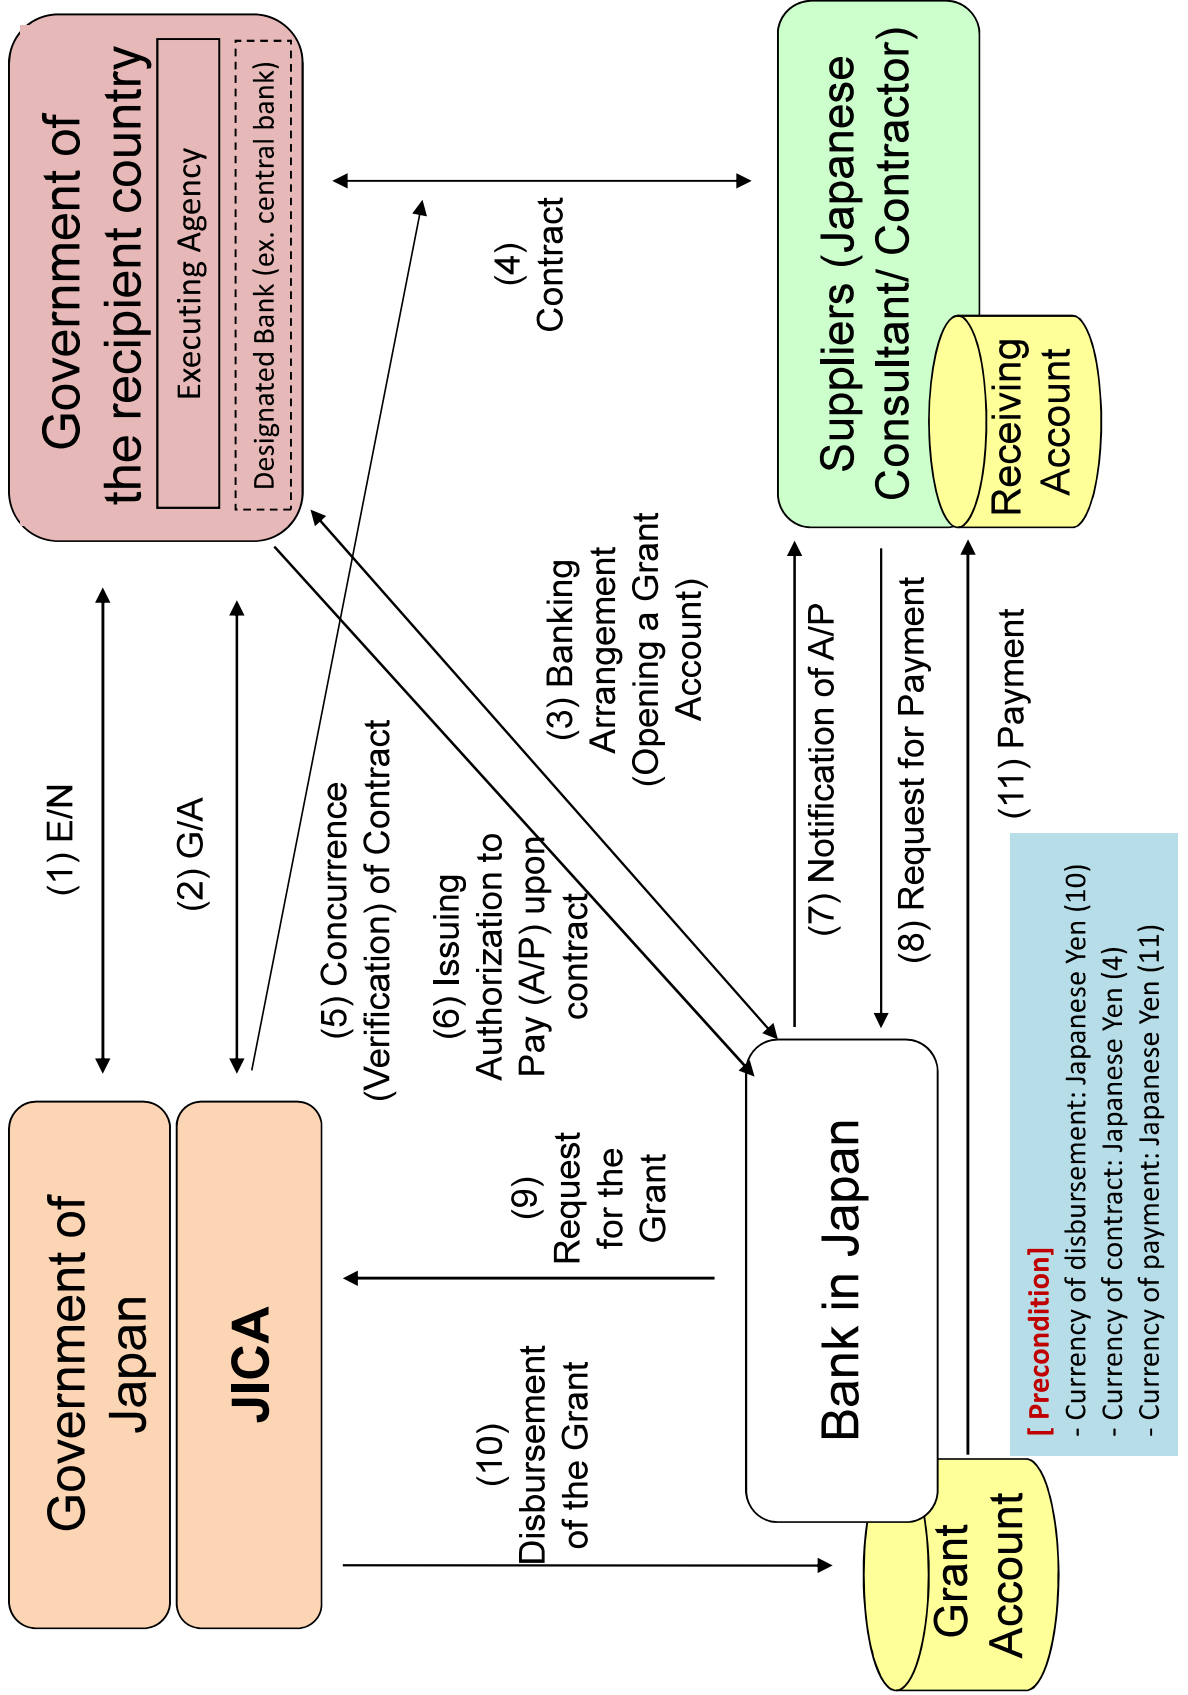 Government of
Japan
JICA
(1) E/N
(2) G/A
Government of
the recipient country
Executing Agency
Designated Bank (ex. central bank)
(5) Concurrence
(Verification) of Contract
(6) Issuing
Authorization to
Pay (A/P) upon
contract
(3) Banking
Arrangement
(Opening a Grant
Account)
(4)
Contract
(10)
Disbursement
of the Grant
(9)
Request
for the
Grant
Bank in Japan
Grant
Account
(7) Notification of A/P
(8) Request for Payment
(11) Payment
Suppliers (Japanese
Consultant/ Contractor)
Receiving
Account
[ Precondition]
- Currency of disbursement: Japanese Yen (10)
- Currency of contract: Japanese Yen (4)
- Currency of payment: Japanese Yen (11)